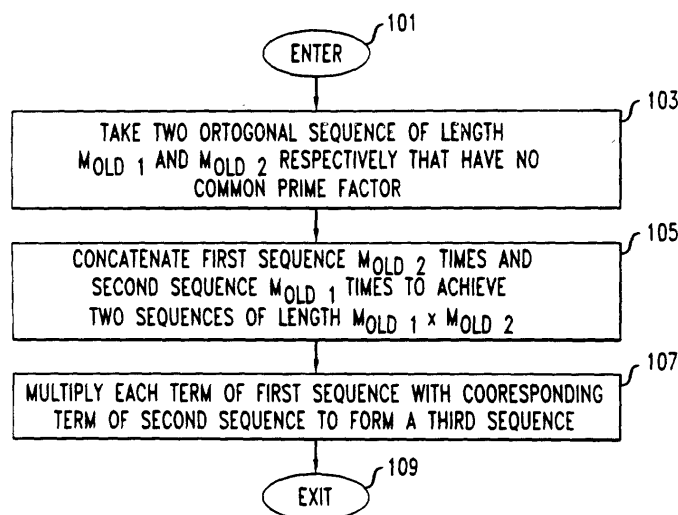 101
ENTER
103
TAKE TWO ORTOGONAL SEQUENCE OF LENGTH
MOLD 1 AND MOLD 2 RESPECTIVELY THAT HAVE NO
COMMON PRIME FACTOR
105
CONCATENATE FIRST SEQUENCE MOLD 2 TIMES AND
SECOND SEQUENCE MOLD 1 TIMES TO ACHIEVE
TWO SEQUENCES OF LENGTH MOLD 1 x MOLD 2
107
MULTIPLY EACH TERM OF FIRST SEQUENCE WITH COORESPONDING
TERM OF SECOND SEQUENCE TO FORM A THIRD SEQUENCE
109
EXIT